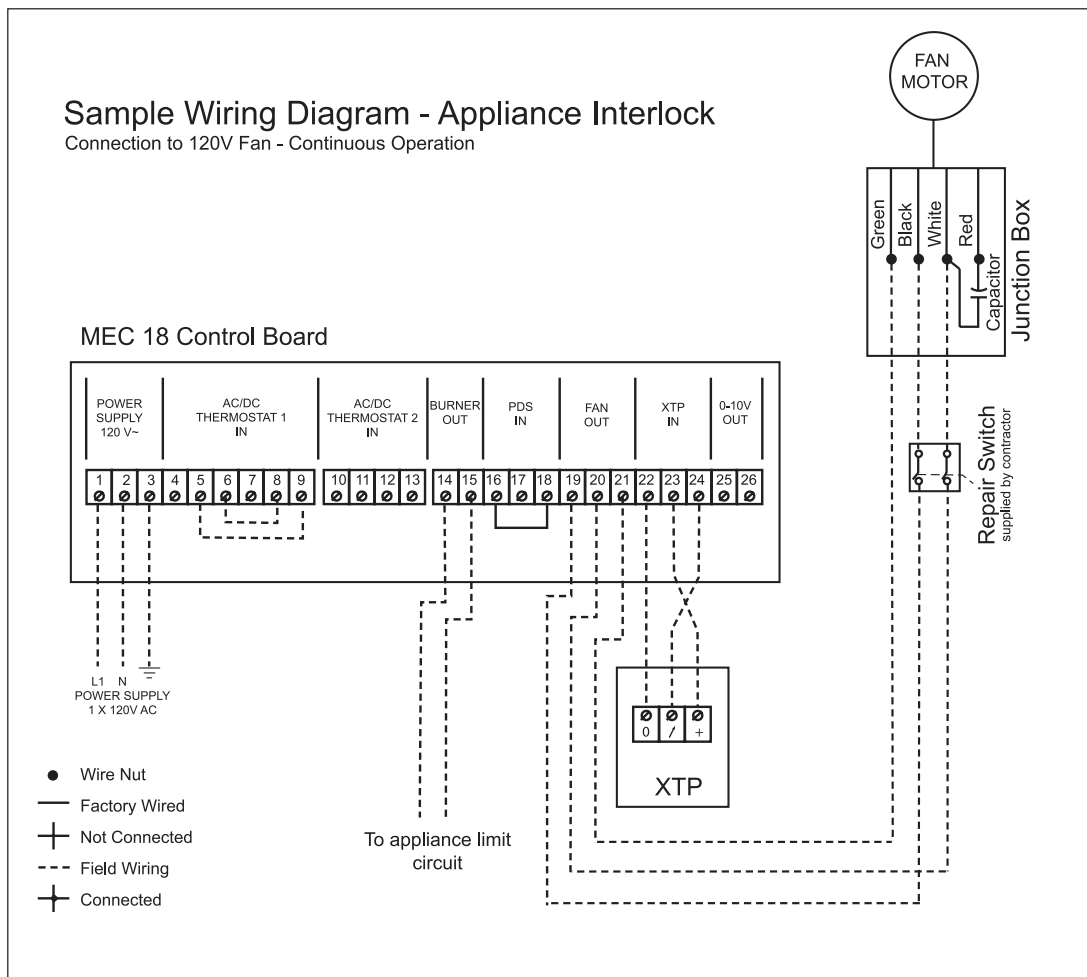 Sample Wiring Diagram - Appliance Interlock
Connection to 120V Fan - Continuous Operation
FAN
MOTOR
Green
Black
White
Red
Capacitor
Junction Box
Repair Switch
supplied by contractor
MEC 18 Control Board
POWER
SUPPLY
120 V~
AC/DC
THERMOSTAT 1
IN
AC/DC
THERMOSTAT 2
IN
BURNER
OUT
PDS
IN
FAN
OUT
XTP
IN
0-10V
OUT
1 2 3 4 5 6 7 8 9 10 11 12 13 14 15 16 17 18 19 20 21 22 23 24 25 26
L1 N
POWER SUPPLY
1 X 120V AC
0 / +
XTP
To appliance limit
circuit
Wire Nut
Factory Wired
Not Connected
Field Wiring
Connected